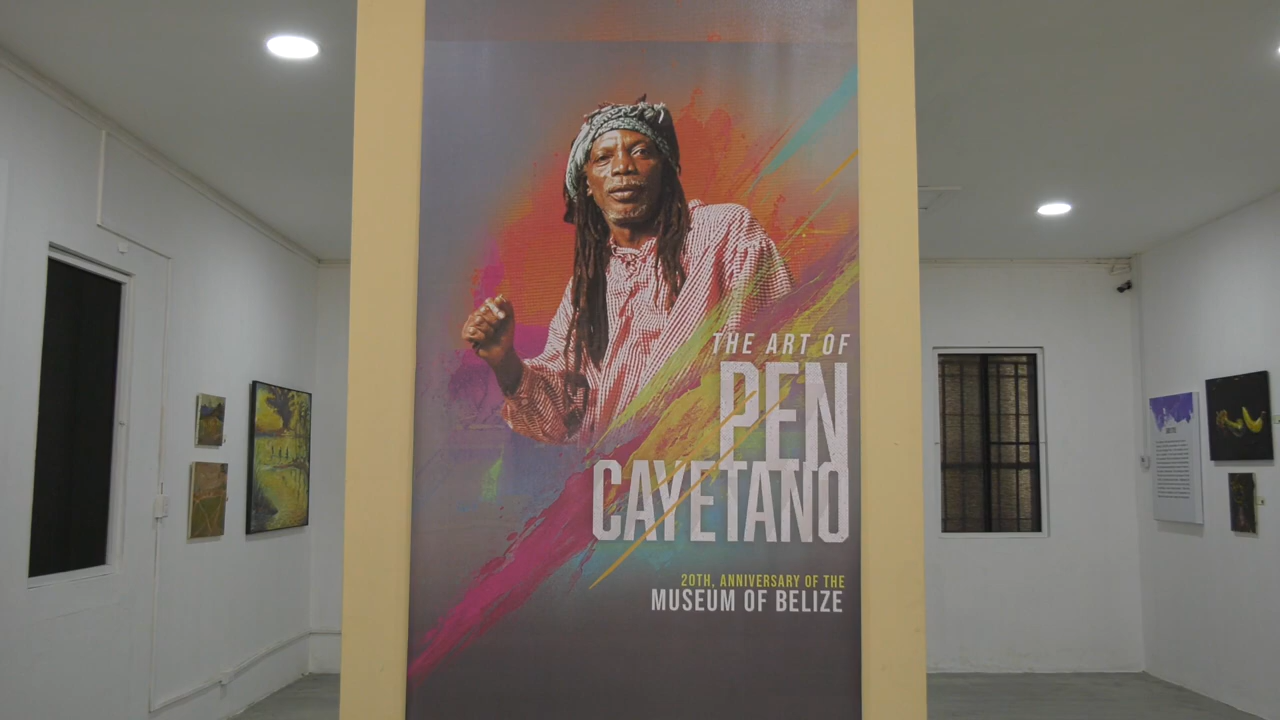 THE ART OF
PEN
CAYETANO
20TH, ANNIVERSARY OF THE
MUSEUM OF BELIZE